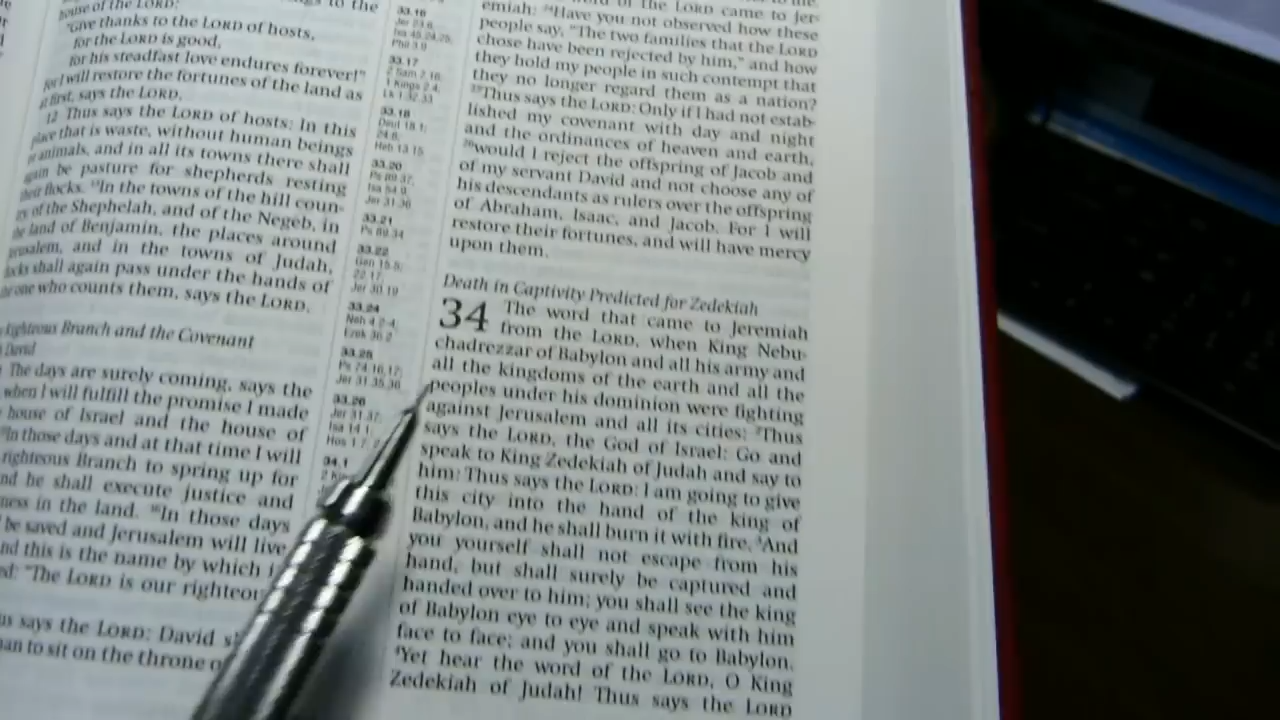 house of the LORD:
"Give thanks to the LORD of hosts,
for the LORD is good,
for his steadfast love endures forever!"
for I will restore the fortunes of the land as
at first, says the LORD.
12 Thus says the LORD of hosts: In this
place that is waste, without human beings
or animals, and in all its towns there shall
again be pasture for shepherds resting
their flocks. 13In the towns of the hill coun-
of the Shephelah, and of the Negeb, in
the land of Benjamin, the places around
Jerusalem, and in the towns of Judah,
flocks shall again pass under the hands of
the one who counts them, says the LORD.
Righteous Branch and the Covenant
David
The days are surely coming, says the
when I will fulfill the promise I made
house of Israel and the house of
In those days and at that time I will
righteous Branch to spring up for
and he shall execute justice and
in the land. 16In those days
be saved and Jerusalem will live
And this is the name by which
"The LORD is our
says the LORD: David
to sit on the throne
33.16
33.17
2 Sam 7.16;
1 Kings 2.4;
Lk 1.32,33
33.18
Deut 18.1;
Heb 13.15
33.20
Ps 89.37;
Isa 54.9;
Jer 31.36
33.21
Ps 89.34
33.22
Gen 15.5;
22.17;
Jer 30.19
33.24
Neh 4.2-4;
Ezek 36.2
33.25
Ps 74.16,17;
Jer 31.35,36
33.26
Jer 31.37;
Isa 14.1;
Hos 1.7;
34.1
word of the LORD came to Jer-
emiah: 24Have you not observed how these
people say, "The two families that the LORD
chose have been rejected by him," and how
they hold my people in such contempt that
they no longer regard them as a nation?
25Thus says the LORD: Only if I had not estab-
lished my covenant with day and night
and the ordinances of heaven and earth,
26would I reject the offspring of Jacob and
of my servant David and not choose any of
his descendants as rulers over the offspring
of Abraham, Isaac, and Jacob. For I will
restore their fortunes, and will have mercy
upon them.
Death in Captivity Predicted for Zedekiah
34 The word that came to Jeremiah
from the LORD, when King Nebu-
chadrezzar of Babylon and all his army and
all the kingdoms of the earth and all the
peoples under his dominion were fighting
against Jerusalem and all its cities: 2Thus
says the LORD, the God of Israel: Go and
speak to King Zedekiah of Judah and say to
him: Thus says the LORD: I am going to give
this city into the hand of the king of
Babylon, and he shall burn it with fire. 3And
you yourself shall not escape from his
hand, but shall surely be captured and
handed over to him; you shall see the king
of Babylon eye to eye and speak with him
face to face; and you shall go to Babylon.
4Yet hear the word of the LORD, O King
Zedekiah of Judah! Thus says the LORD